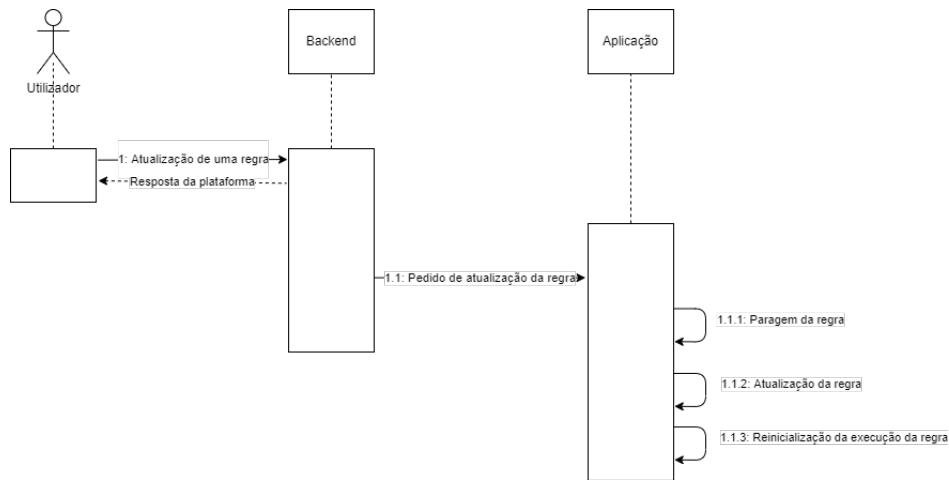 Utilizador
Backend
Aplicação
1: Atualização de uma regra
Resposta da plataforma
1.1: Pedido de atualização da regra
1.1.1: Paragem da regra
1.1.2: Atualização da regra
1.1.3: Reinicialização da execução da regra